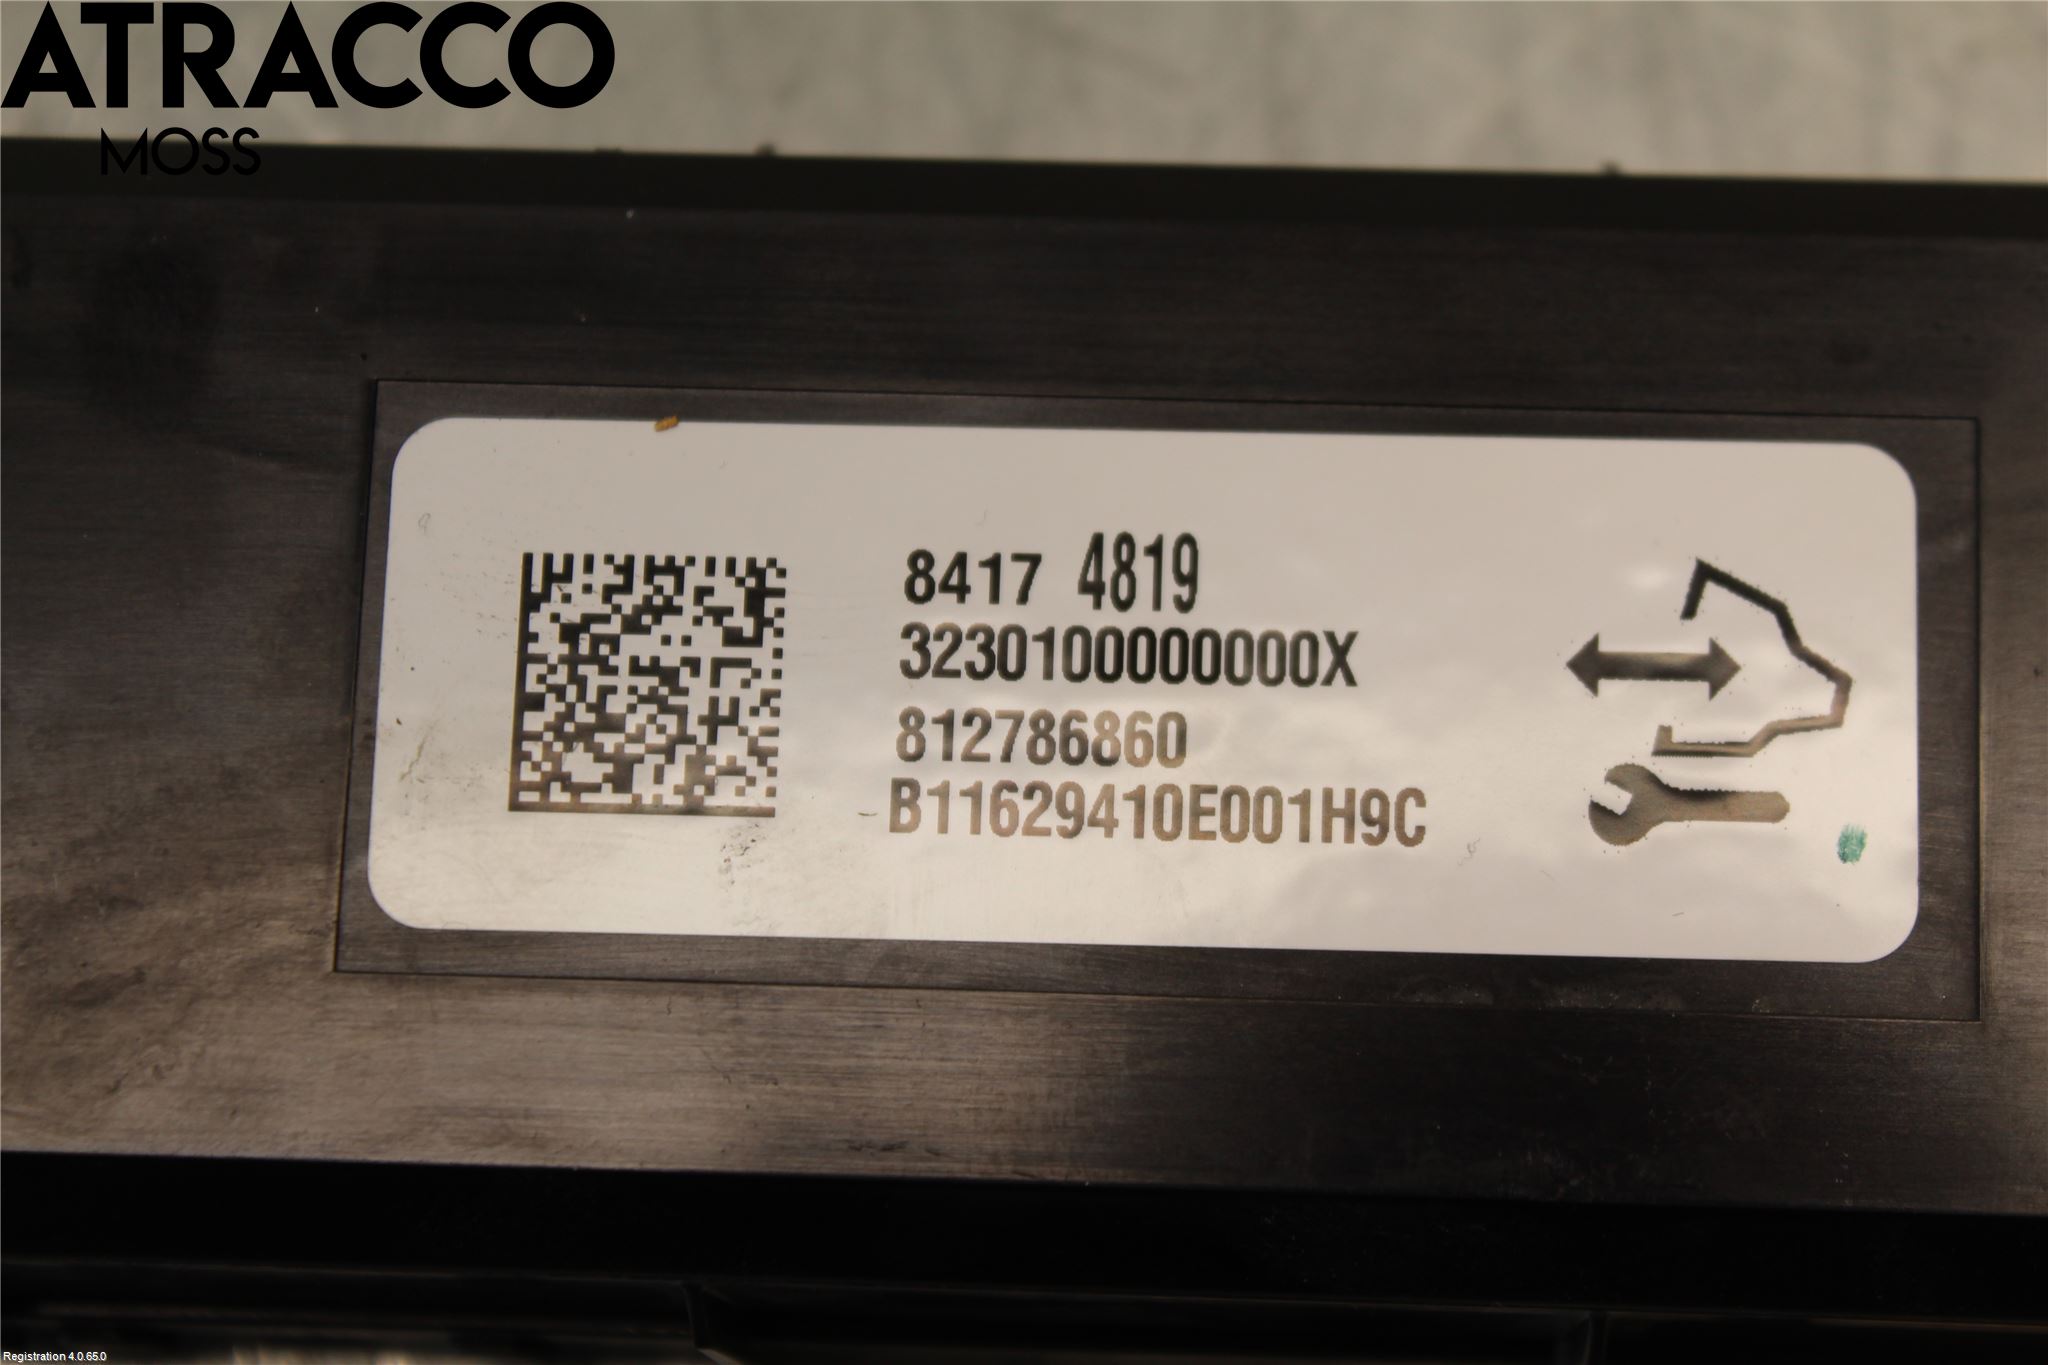 ATRACCO
MOSS
8417 4819
3230100000000X
812786860
B11629410E001H9C
Registration 4.0.65.0